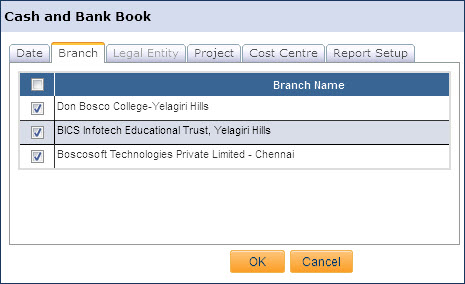 Cash and Bank Book
Date Branch Legal Entity Project Cost Centre Report Setup
Branch Name
Don Bosco College-Yelagiri Hills
BICS Infotech Educational Trust, Yelagiri Hills
Boscosoft Technologies Private Limited - Chennai
OK Cancel